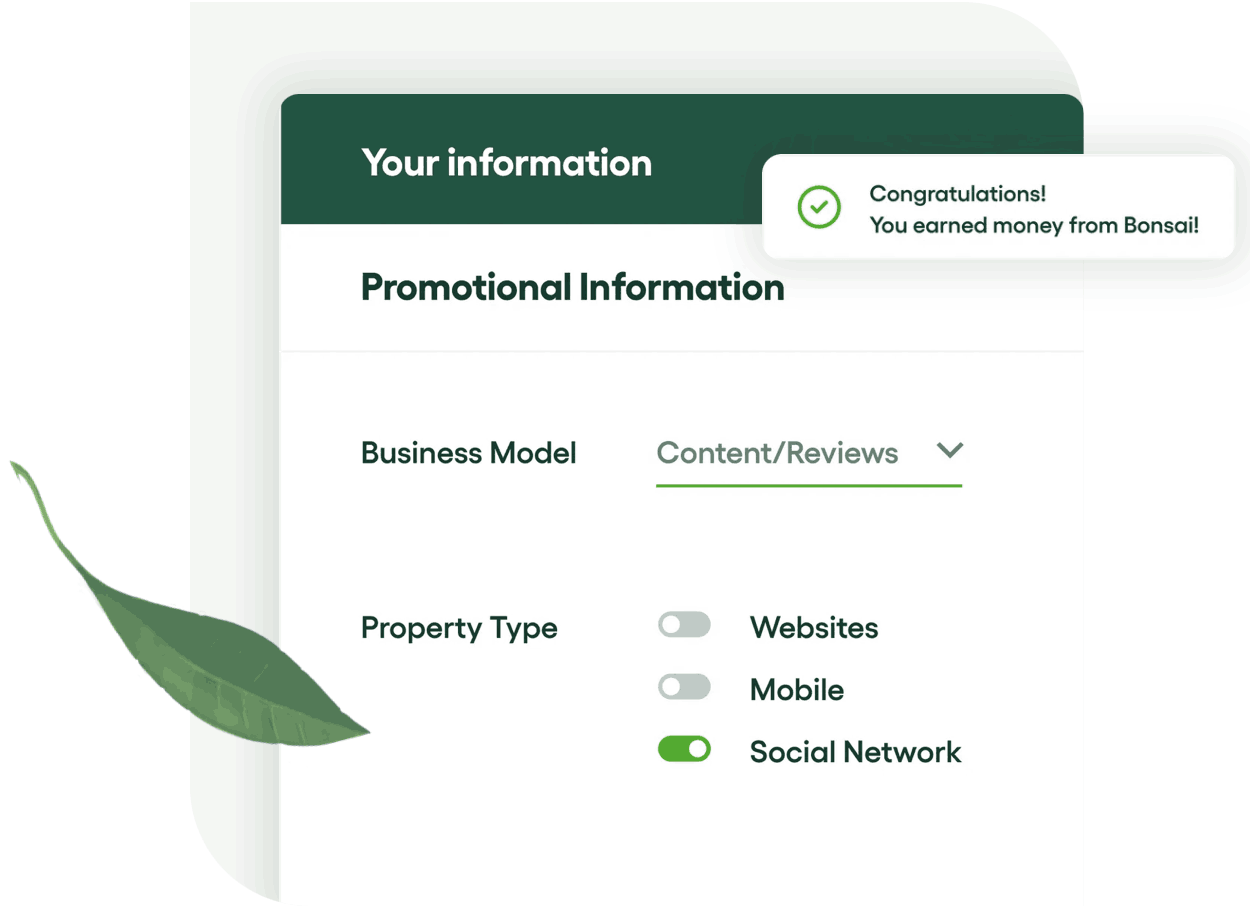 Your information
Congratulations!
You earned money from Bonsai!
Promotional Information
Business Model
Content/Reviews
Property Type
Websites
Mobile
Social Network